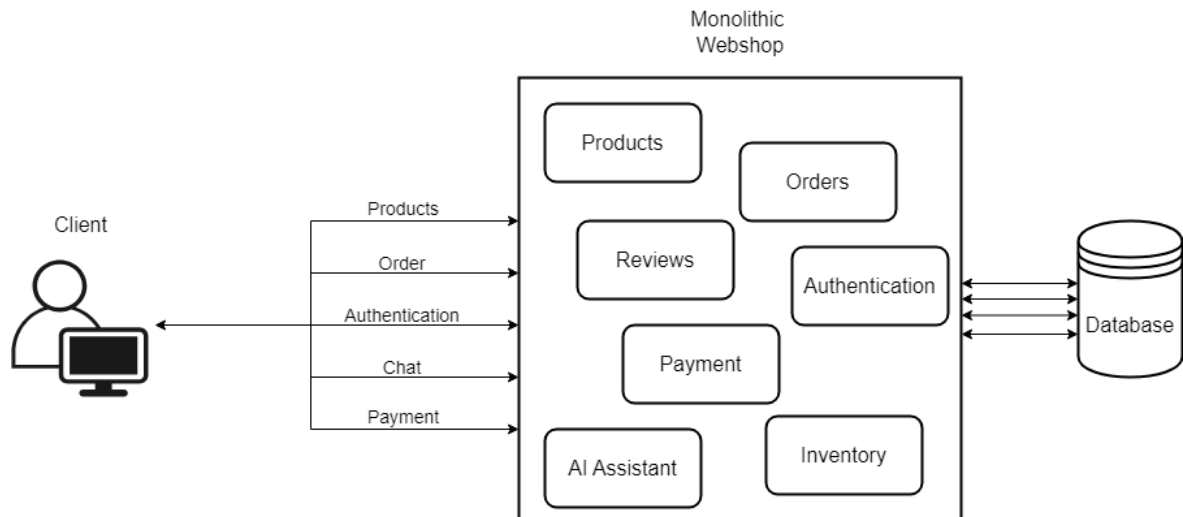 Monolithic
Webshop
Products
Orders
Products
Client
Reviews
Order
Authentication
Authentication
Database
Chat
Payment
Payment
AI Assistant
Inventory